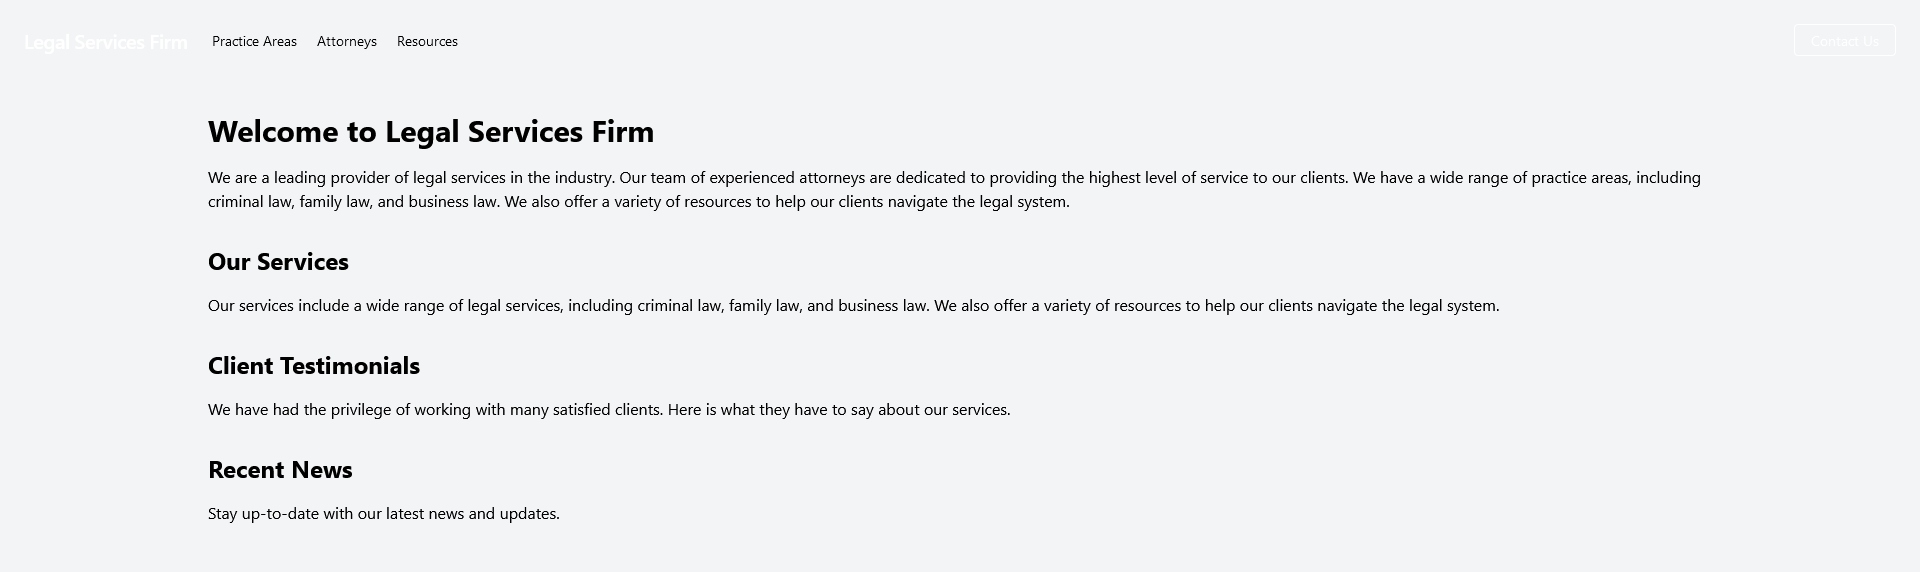 Legal Services Firm Practice Areas Attorneys Resources Contact Us
Welcome to Legal Services Firm
We are a leading provider of legal services in the industry. Our team of experienced attorneys are dedicated to providing the highest level of service to our clients. We have a wide range of practice areas, including
criminal law, family law, and business law. We also offer a variety of resources to help our clients navigate the legal system.
Our Services
Our services include a wide range of legal services, including criminal law, family law, and business law. We also offer a variety of resources to help our clients navigate the legal system.
Client Testimonials
We have had the privilege of working with many satisfied clients. Here is what they have to say about our services.
Recent News
Stay up-to-date with our latest news and updates.